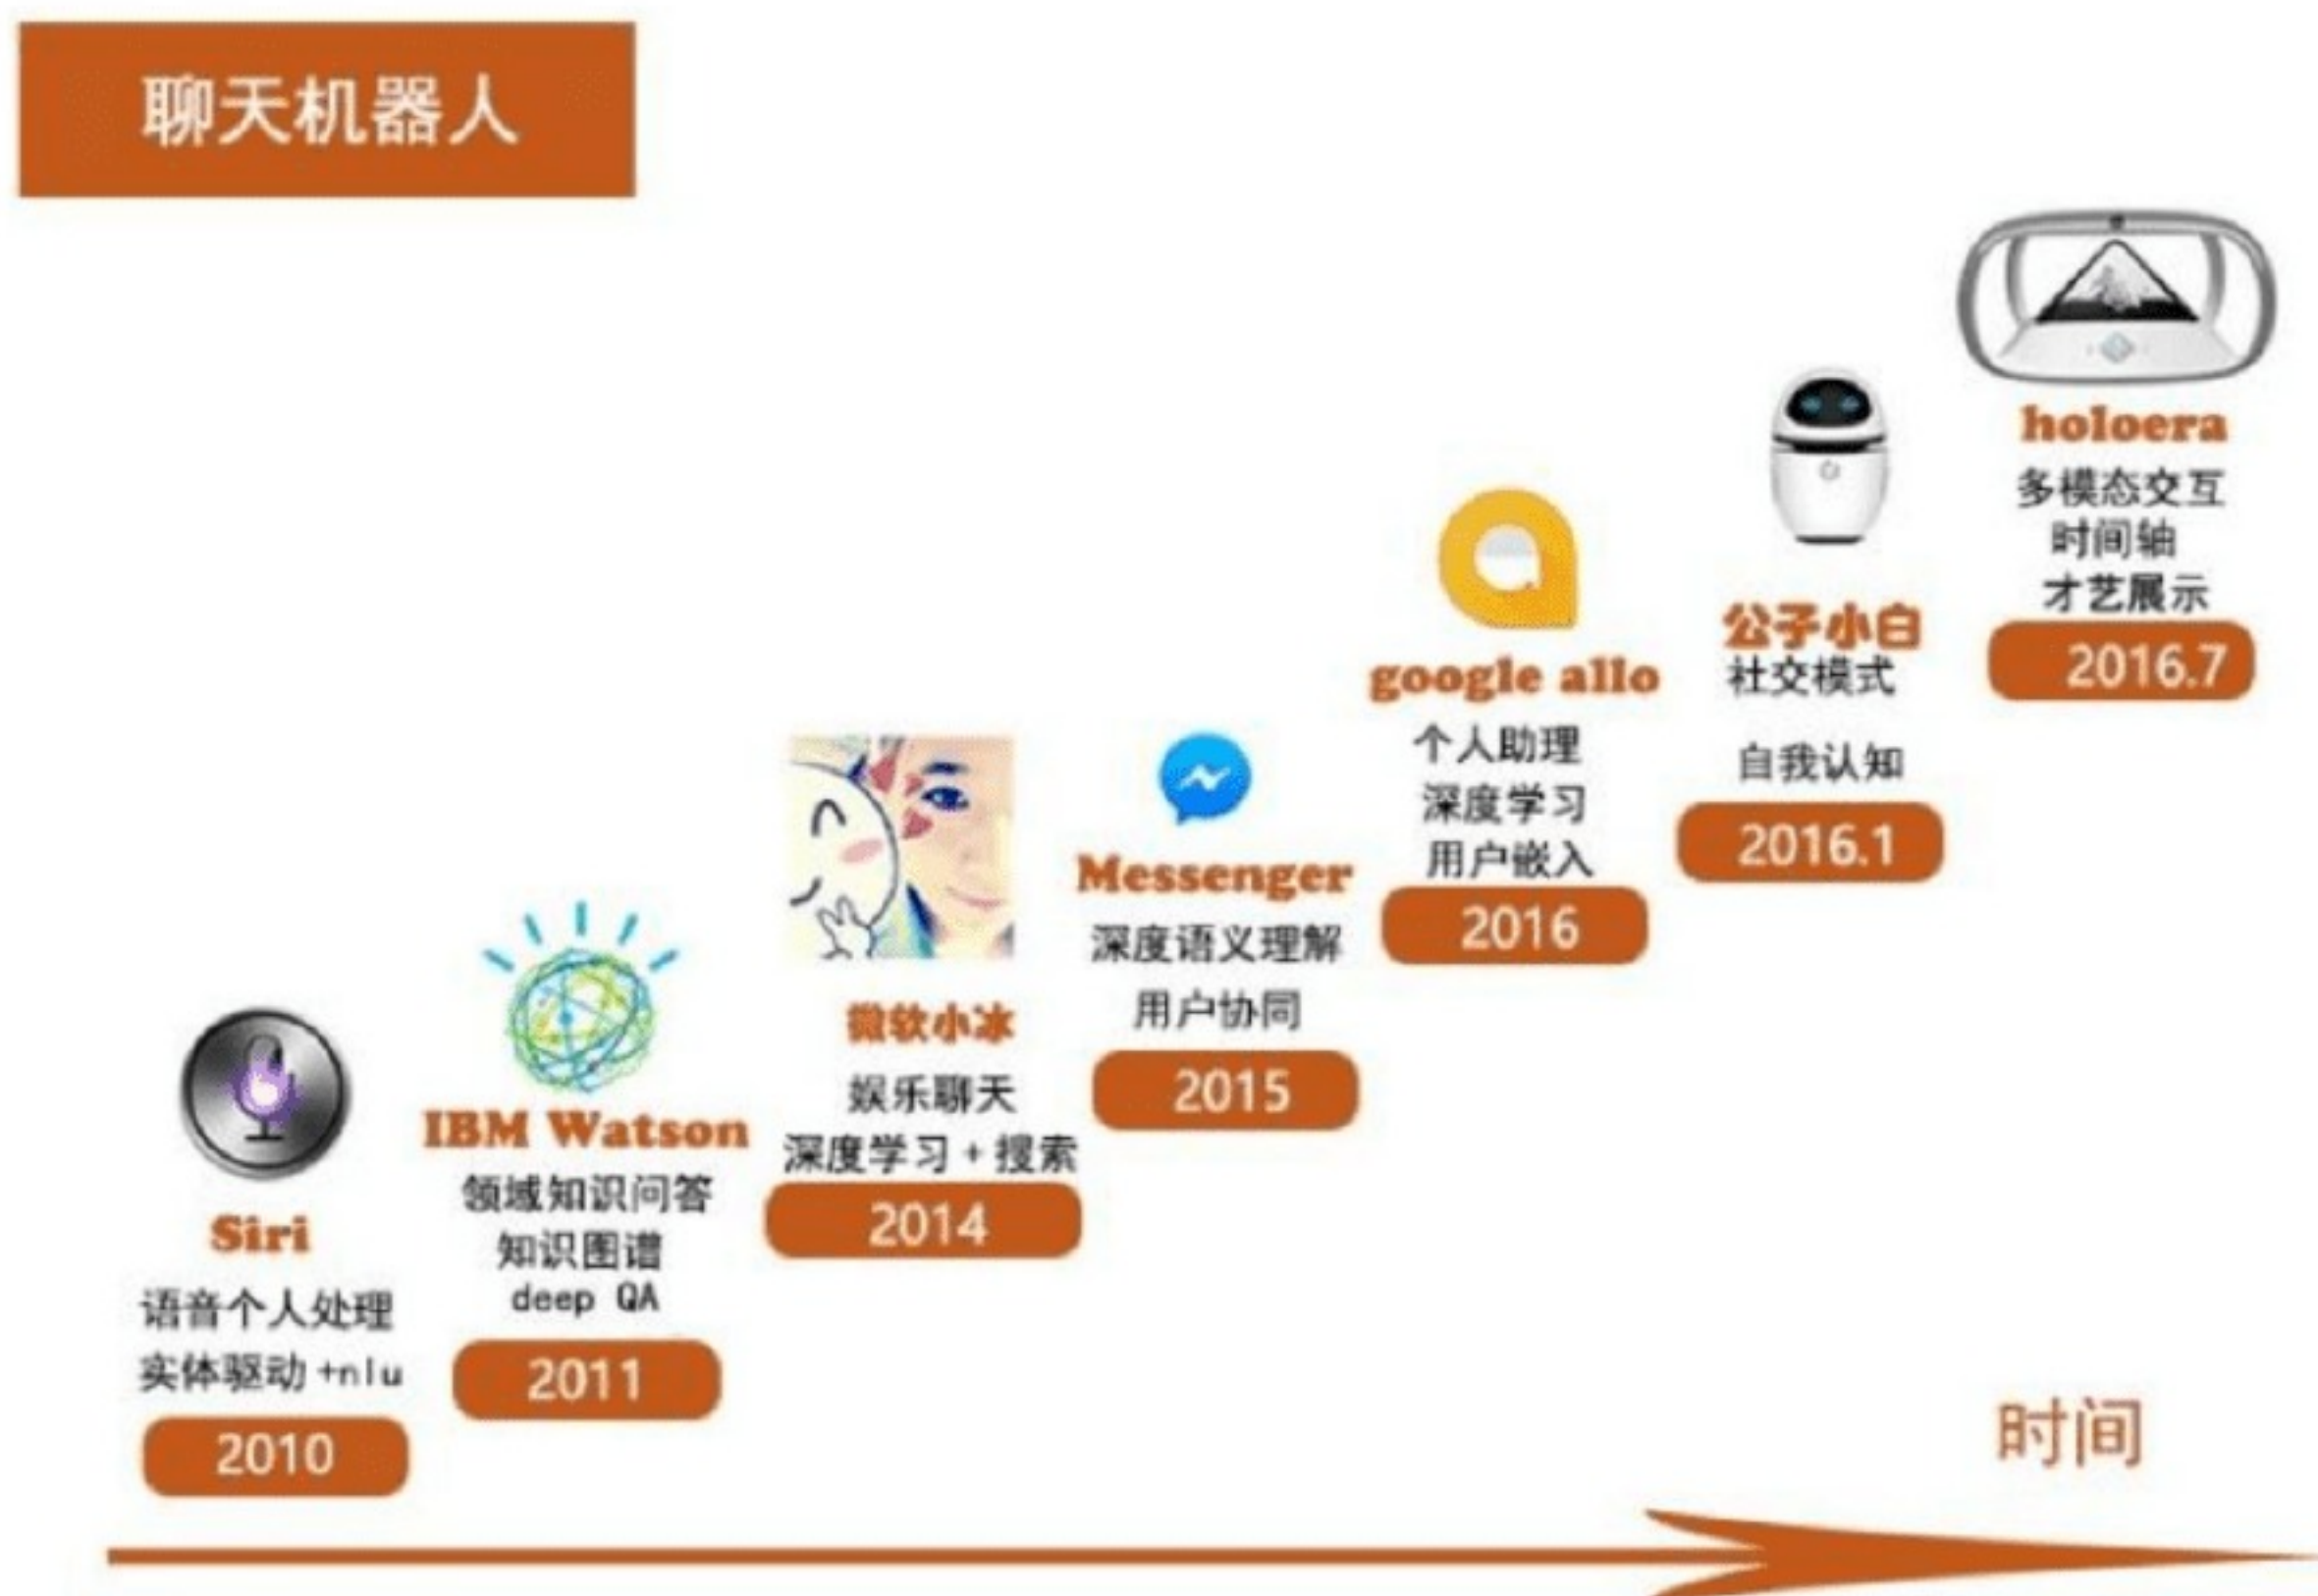 聊天机器人
Siri
语音个人处理
实体驱动+nlu
2010
IBM Watson
领域知识问答
知识图谱
deep QA
2011
微软小冰
娱乐聊天
深度学习+搜索
2014
Messenger
深度语义理解
用户协同
2015
google allo
个人助理
深度学习
用户嵌入
2016
公子小白
社交模式
自我认知
2016.1
holoera
多模态交互
时间轴
才艺展示
2016.7
时间